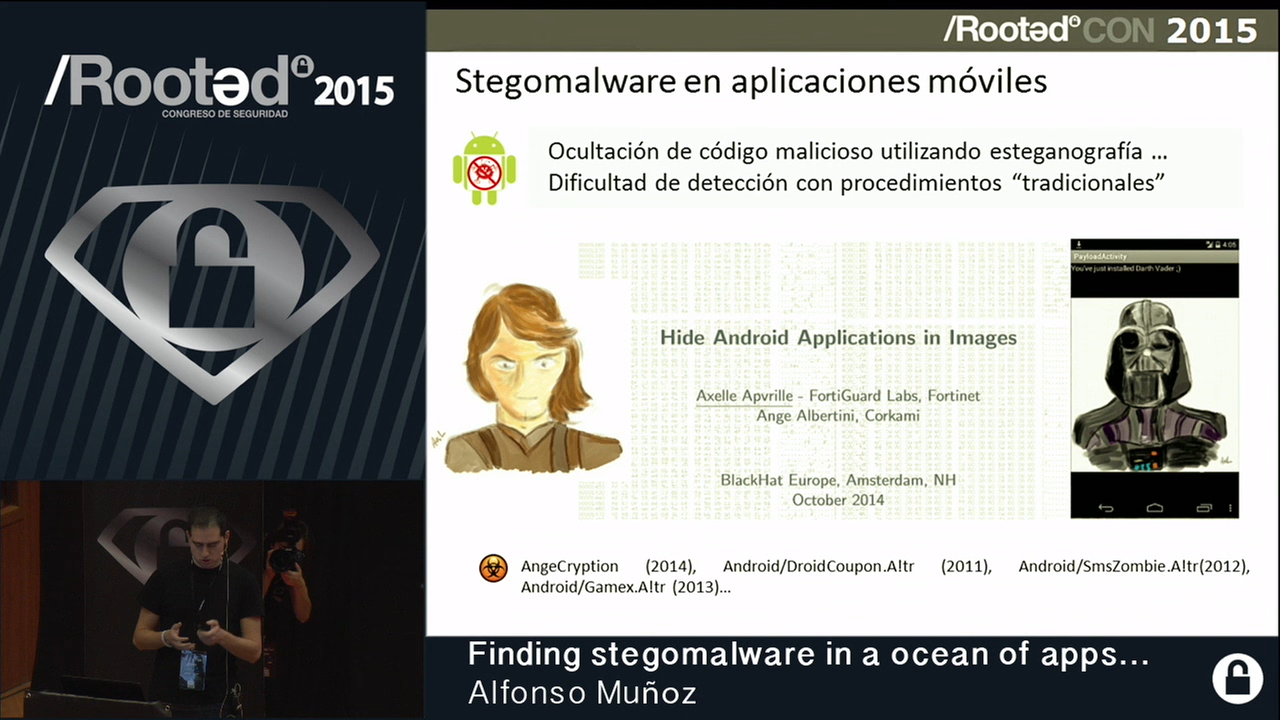 /Rooted 2015
CONGRESO DE SEGURIDAD
/Rooted CON 2015
Stegomalware en aplicaciones móviles
Ocultación de código malicioso utilizando esteganografía ...
Dificultad de detección con procedimientos “tradicionales”
4:05
PayloadActivity
You've just installed Darth Vader ;)
Hide Android Applications in Images
Axelle Apvrille - FortiGuard Labs, Fortinet
Ange Albertini, Corkami
BlackHat Europe, Amsterdam, NH
October 2014
AngeCryption (2014), Android/DroidCoupon.A!tr (2011), Android/SmsZombie.A!tr(2012),
Android/Gamex.A!tr (2013)...
Finding stegomalware in a ocean of apps...
Alfonso Muñoz